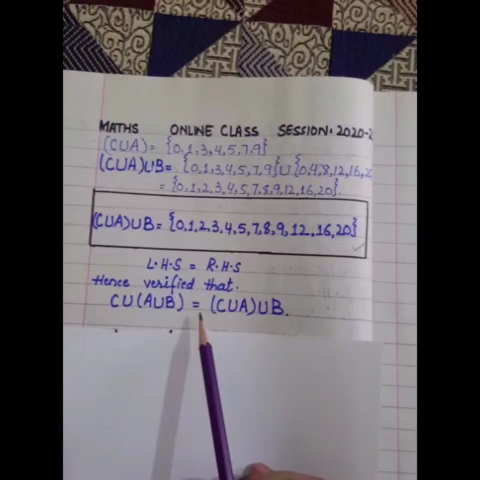 MATHS ONLINE CLASS SESSION: 2020-2
(CUA) = {0,1,3,4,5,7,9}
(CUA)UB = {0,1,3,4,5,7,9}U{0,4,8,12,16,20
= {0,1,2,3,4,5,7,8,9,12,16,20}
(CUA)UB = {0,1,2,3,4,5,7,8,9,12,16,20}
L.H.S = R.H.S
Hence verified that.
CU(AUB) = (CUA)UB.